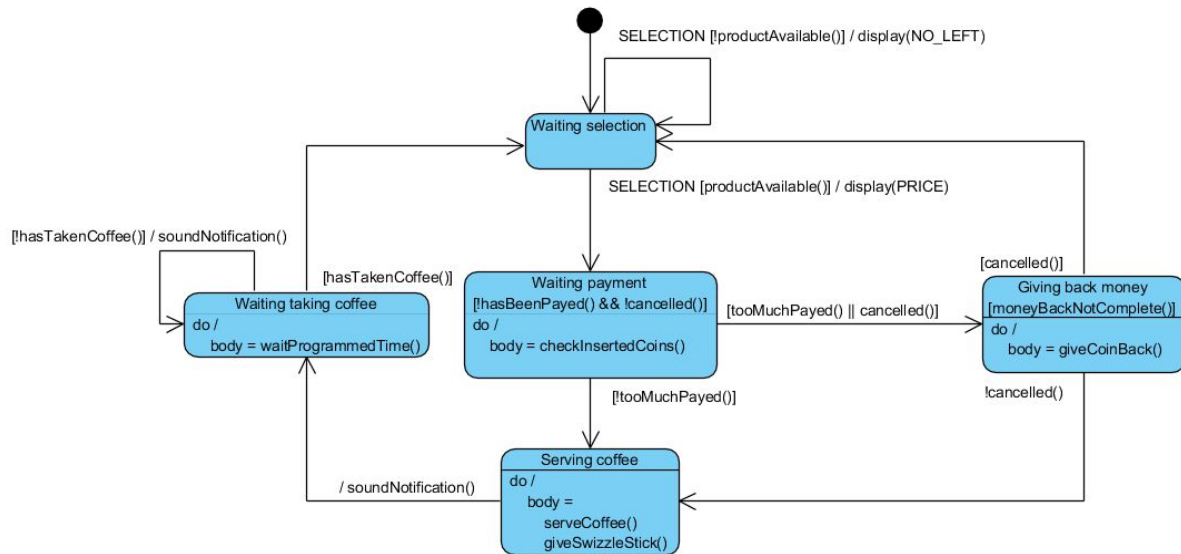 SELECTION [!productAvailable()] / display(NO_LEFT)
Waiting selection
SELECTION [productAvailable()] / display(PRICE)
[!hasTakenCoffee()] / soundNotification()
[hasTakenCoffee()]
Waiting taking coffee
do /
body = waitProgrammedTime()
Waiting payment
[!hasBeenPayed() && !cancelled()]
do /
body = checkInsertedCoins()
[tooMuchPayed() || cancelled()]
[cancelled()]
Giving back money
[moneyBackNotComplete()]
do /
body = giveCoinBack()
!cancelled()
[!tooMuchPayed()]
Serving coffee
do /
body =
serveCoffee()
giveSwizzleStick()
/ soundNotification()